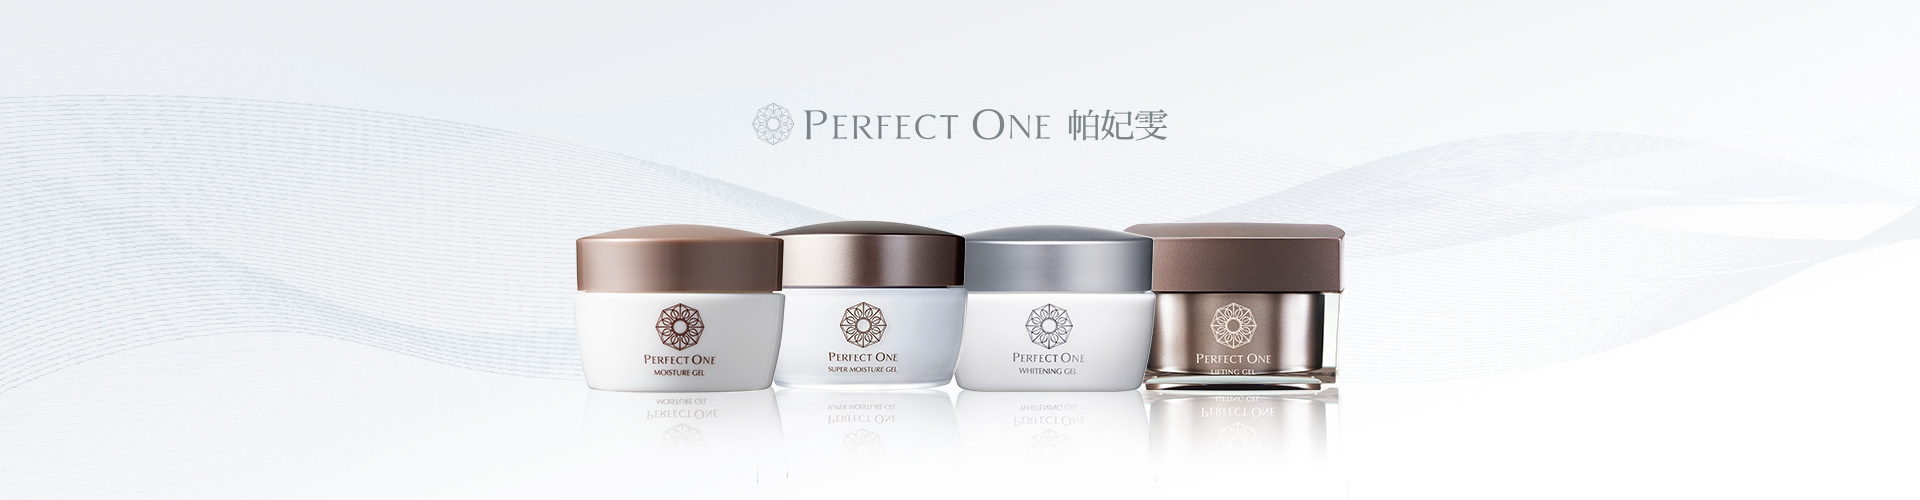 PERFECT ONE 帕妃雯
PERFECT ONE
MOISTURE GEL
PERFECT ONE
SUPER MOISTURE GEL
PERFECT ONE
WHITENING GEL
PERFECT ONE
LIFTING GEL